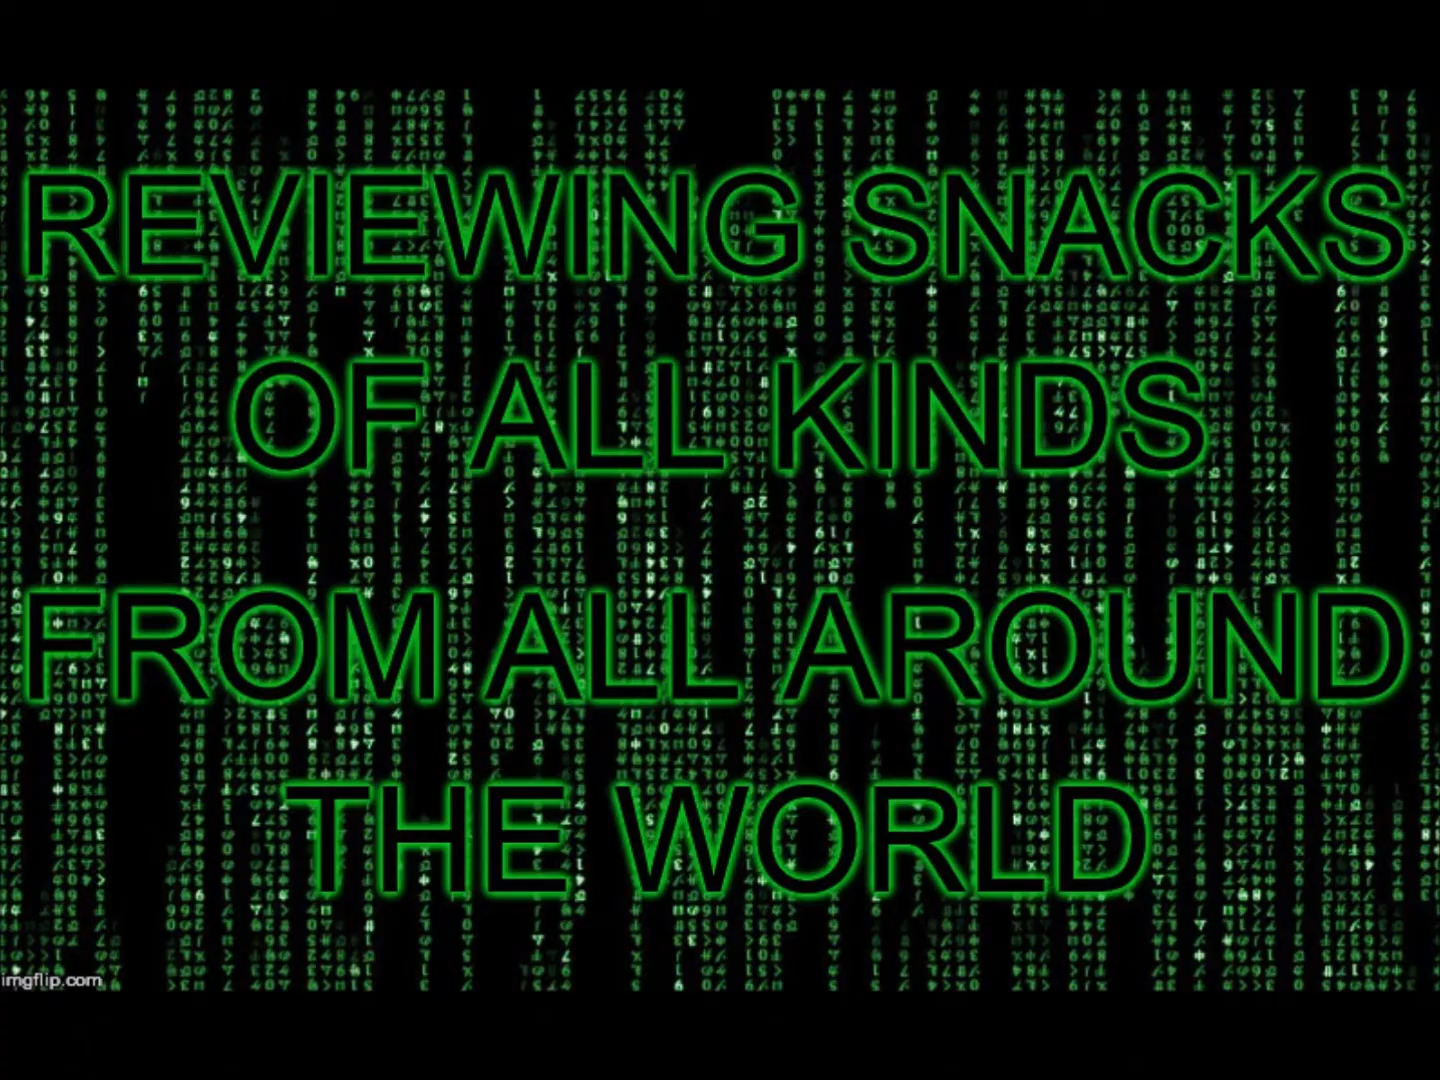 REVIEWING SNACKS
OF ALL KINDS
FROM ALL AROUND
THE WORLD
imgflip.com